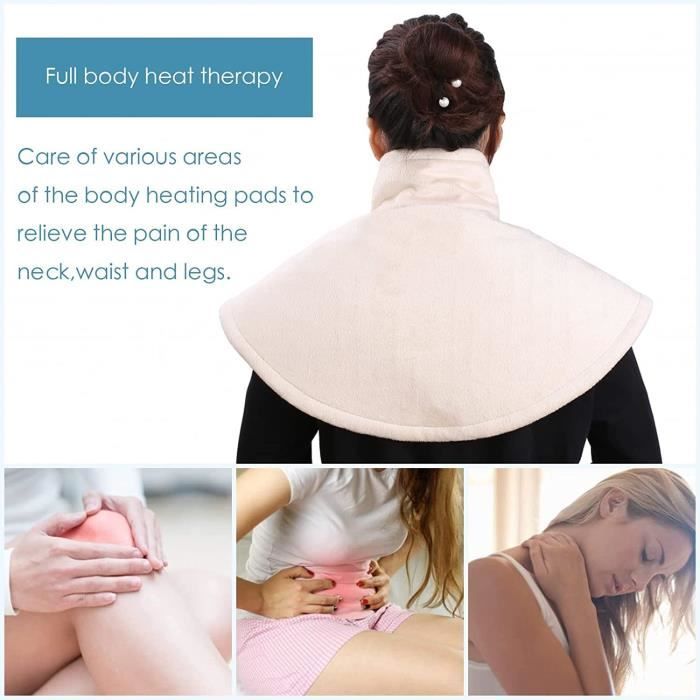 Full body heat therapy
Care of various areas
of the body heating pads to
relieve the pain of the
neck,waist and legs.